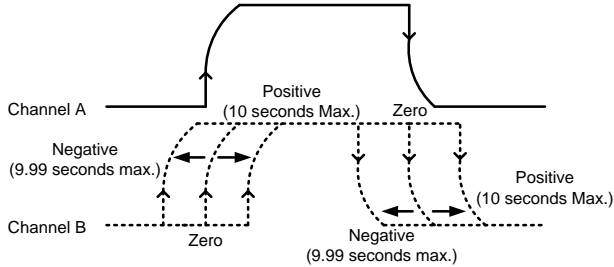 Channel A
Positive
(10 seconds Max.)
Zero
Negative
(9.99 seconds max.)
Positive
(10 seconds Max.)
Channel B
Zero
Negative
(9.99 seconds max.)